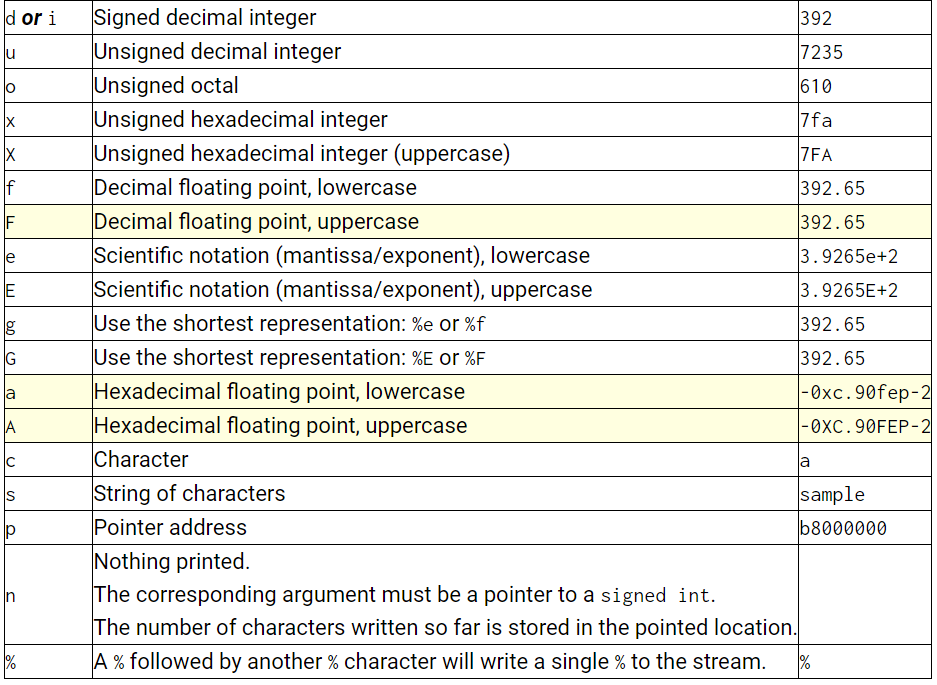 d or i Signed decimal integer 392
u Unsigned decimal integer 7235
o Unsigned octal 610
x Unsigned hexadecimal integer 7fa
X Unsigned hexadecimal integer (uppercase) 7FA
f Decimal floating point, lowercase 392.65
F Decimal floating point, uppercase 392.65
e Scientific notation (mantissa/exponent), lowercase 3.9265e+2
E Scientific notation (mantissa/exponent), uppercase 3.9265E+2
g Use the shortest representation: %e or %f 392.65
G Use the shortest representation: %E or %F 392.65
a Hexadecimal floating point, lowercase -0xc.90fep-2
A Hexadecimal floating point, uppercase -0XC.90FEP-2
c Character a
s String of characters sample
p Pointer address b8000000
Nothing printed.
n The corresponding argument must be a pointer to a signed int.
The number of characters written so far is stored in the pointed location.
% A % followed by another % character will write a single % to the stream. %